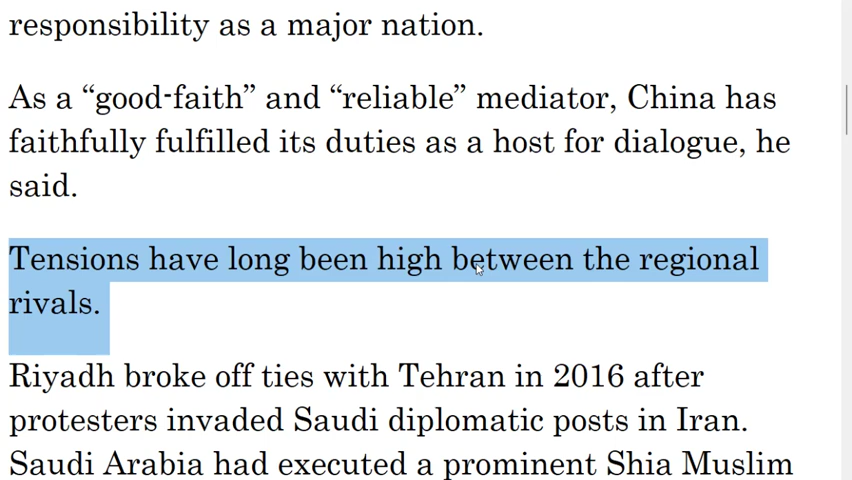 responsibility as a major nation.
As a “good-faith” and “reliable” mediator, China has
faithfully fulfilled its duties as a host for dialogue, he
said.
Tensions have long been high between the regional
rivals.
Riyadh broke off ties with Tehran in 2016 after
protesters invaded Saudi diplomatic posts in Iran.
Saudi Arabia had executed a prominent Shia Muslim